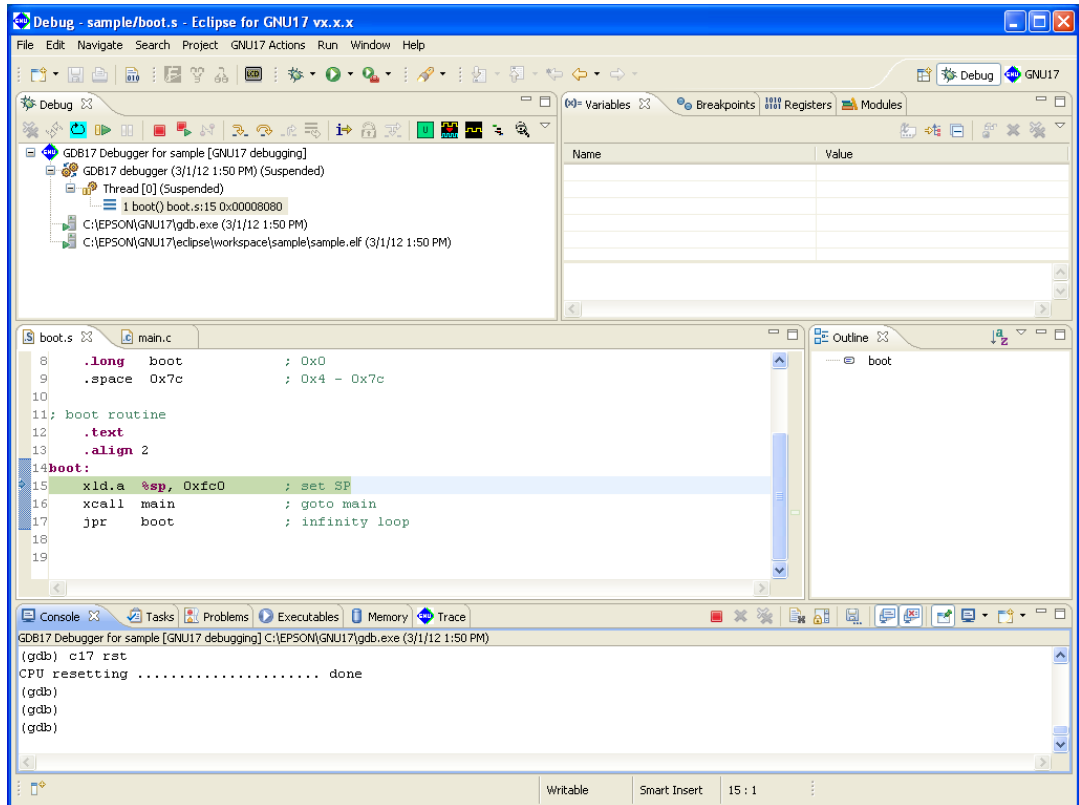 Debug - sample/boot.s - Eclipse for GNU17 vx.x.x
File Edit Navigate Search Project GNU17 Actions Run Window Help
Debug GNU17
Debug
(x)= Variables Breakpoints Registers Modules
GDB17 Debugger for sample [GNU17 debugging]
GDB17 debugger (3/1/12 1:50 PM) (Suspended)
Thread [0] (Suspended)
1 boot() boot.s:15 0x00008080
C:\EPSON\GNU17\gdb.exe (3/1/12 1:50 PM)
C:\EPSON\GNU17\eclipse\workspace\sample\sample.elf (3/1/12 1:50 PM)
Name Value
boot.s main.c
8 .long boot ; 0x0
9 .space 0x7c ; 0x4 - 0x7c
10
11 ; boot routine
12 .text
13 .align 2
14 boot:
15 xld.a %sp, 0xfc0 ; set SP
16 xcall main ; goto main
17 jpr boot ; infinity loop
18
19
Outline
boot
Console Tasks Problems Executables Memory Trace
GDB17 Debugger for sample [GNU17 debugging] C:\EPSON\GNU17\gdb.exe (3/1/12 1:50 PM)
(gdb) c17 rst
CPU resetting ...................... done
(gdb)
(gdb)
(gdb)
Writable Smart Insert 15 : 1